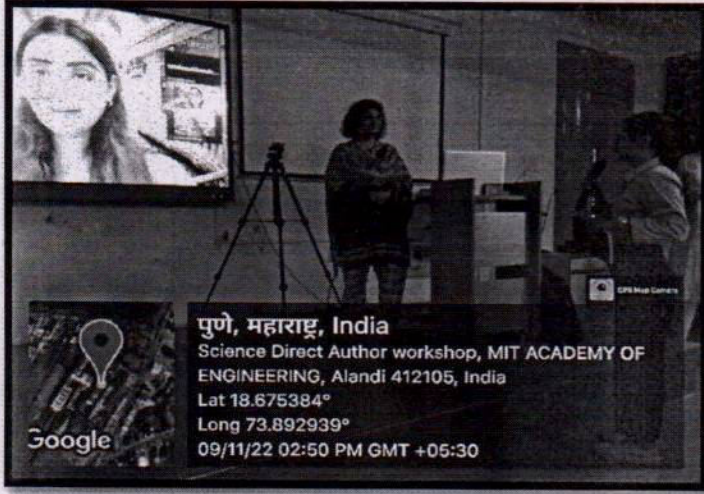 GPS Map Camera
पुणे, महाराष्ट्र, India
Science Direct Author workshop, MIT ACADEMY OF
ENGINEERING, Alandi 412105, India
Lat 18.675384°
Long 73.892939°
09/11/22 02:50 PM GMT +05:30
Google